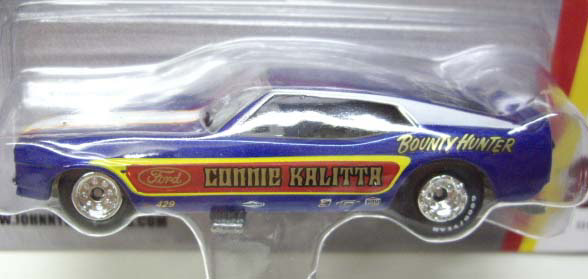 BOUNTY HUNTER
Ford
CONNIE KALITTA
429
GOODYEAR